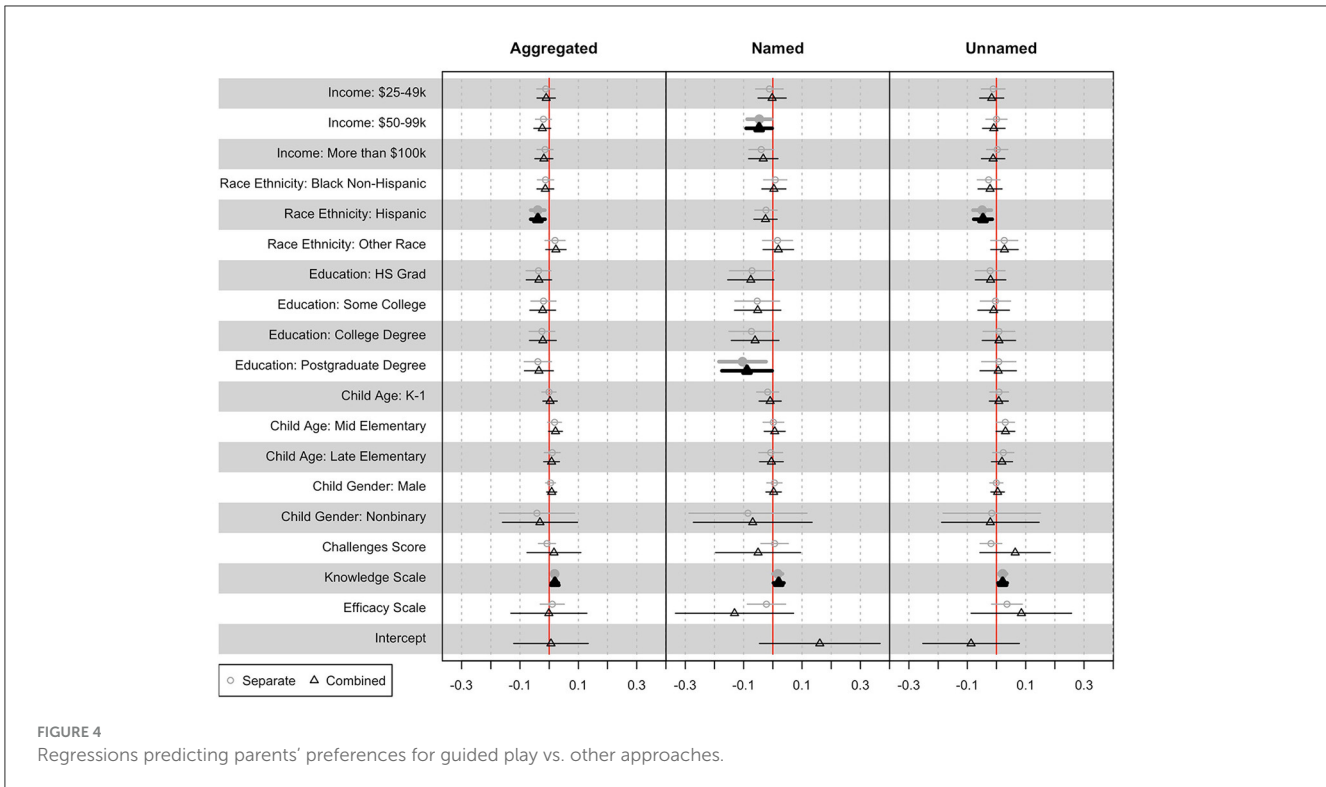 Aggregated Named Unnamed
Income: $25-49k
Income: $50-99k
Income: More than $100k
Race Ethnicity: Black Non-Hispanic
Race Ethnicity: Hispanic
Race Ethnicity: Other Race
Education: HS Grad
Education: Some College
Education: College Degree
Education: Postgraduate Degree
Child Age: K-1
Child Age: Mid Elementary
Child Age: Late Elementary
Child Gender: Male
Child Gender: Nonbinary
Challenges Score
Knowledge Scale
Efficacy Scale
Intercept
Separate Combined
-0.3 -0.1 0.1 0.3 -0.3 -0.1 0.1 0.3 -0.3 -0.1 0.1 0.3
FIGURE 4
Regressions predicting parents’ preferences for guided play vs. other approaches.